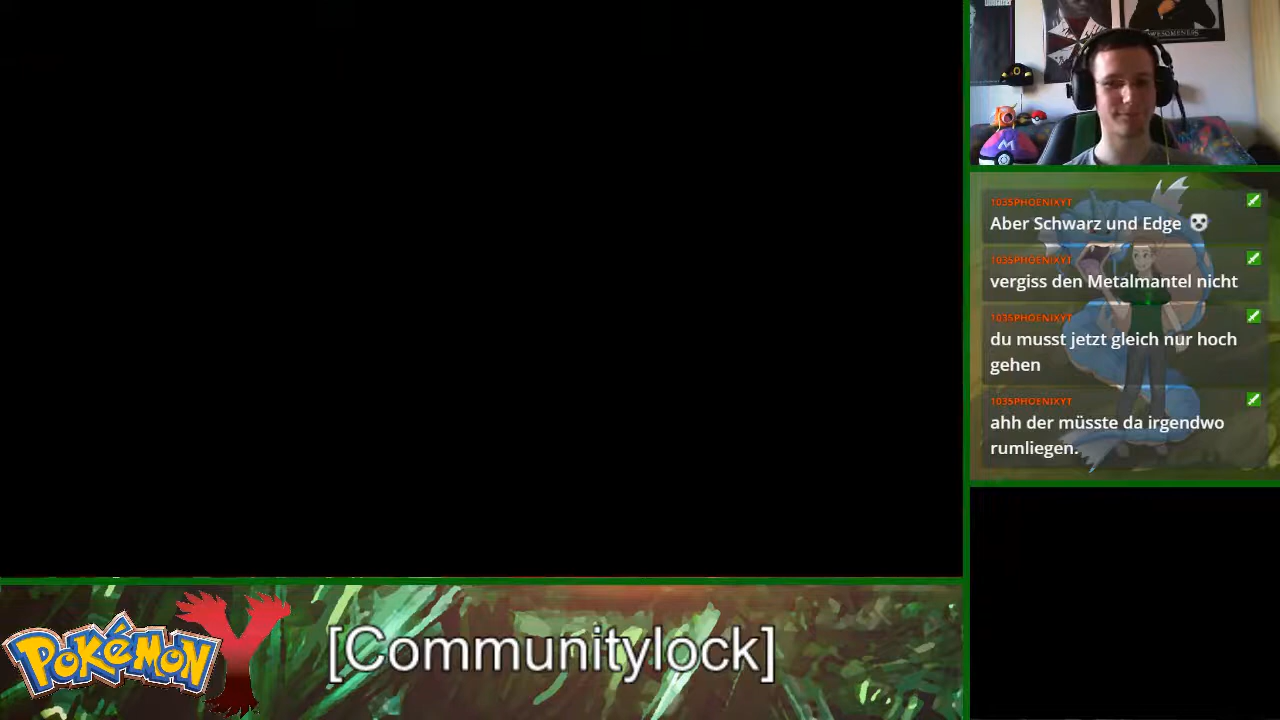 AWESOMENESS
1035PHOENIXYT
Aber Schwarz und Edge
1035PHOENIXYT
vergiss den Metalmantel nicht
1035PHOENIXYT
du musst jetzt gleich nur hoch
gehen
1035PHOENIXYT
ahh der müsste da irgendwo
rumliegen.
POKéMON Y
[Communitylock]